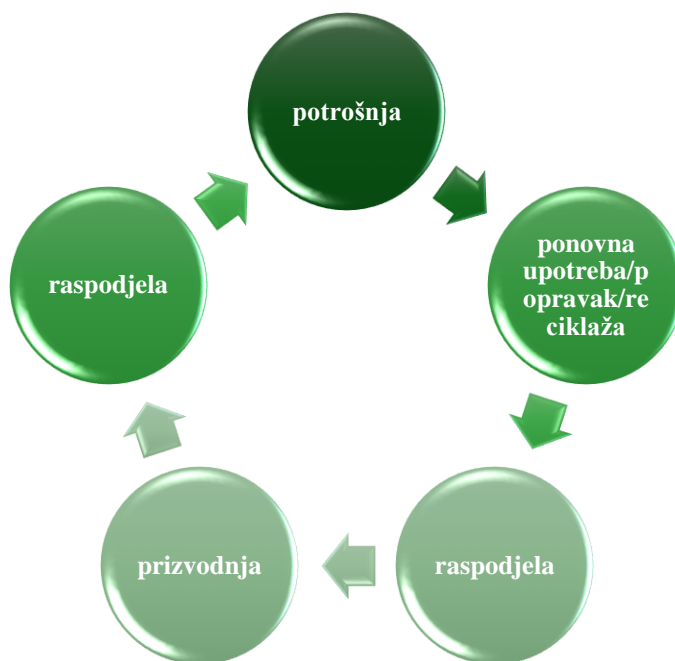 potrošnja
ponovna
upotreba/p
opravak/re
ciklaža
raspodjela
prizvodnja
raspodjela